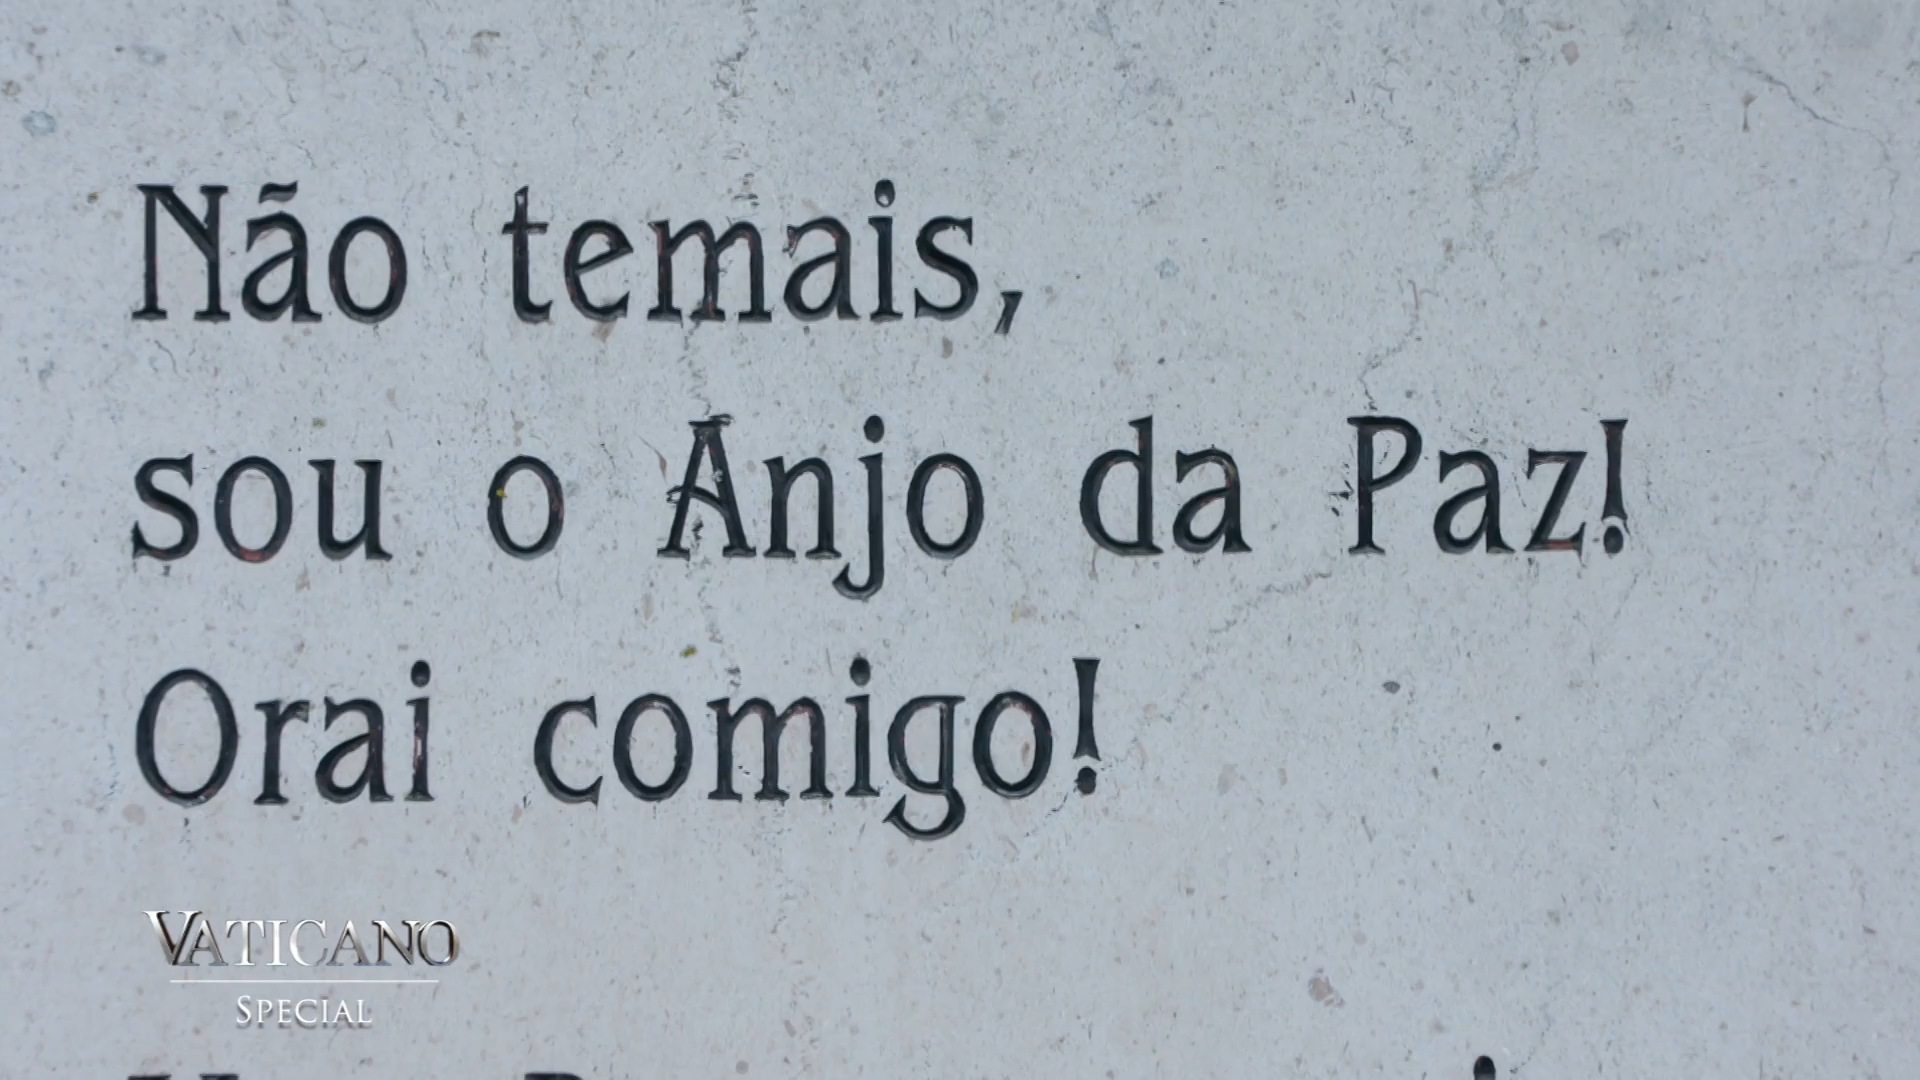 Não temais,
sou o Anjo da Paz!
Orai comigo!
VATICANO
SPECIAL